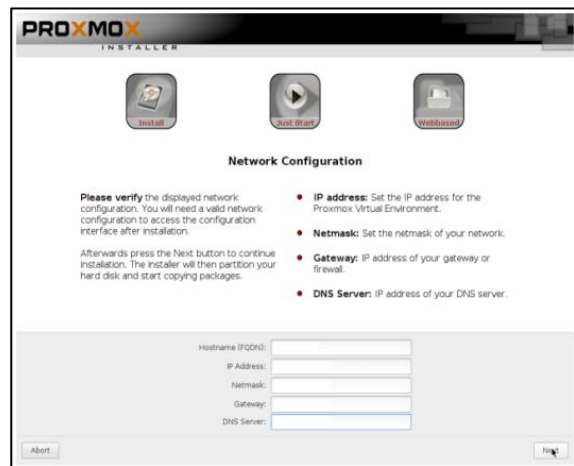 PROXMOX
INSTALLER
Install
Just Start
Webbased
Network Configuration
Please verify the displayed network
configuration. You will need a valid network
configuration to access the configuration
interface after installation.
Afterwards press the Next button to continue
installation. The installer will then partition your
hard disk and start copying packages.
IP address: Set the IP address for the
Proxmox Virtual Environment.
Netmask: Set the netmask of your network.
Gateway: IP address of your gateway or
firewall.
DNS Server: IP address of your DNS server.
Hostname (FQDN):
IP Address:
Netmask:
Gateway:
DNS Server:
Abort
Next